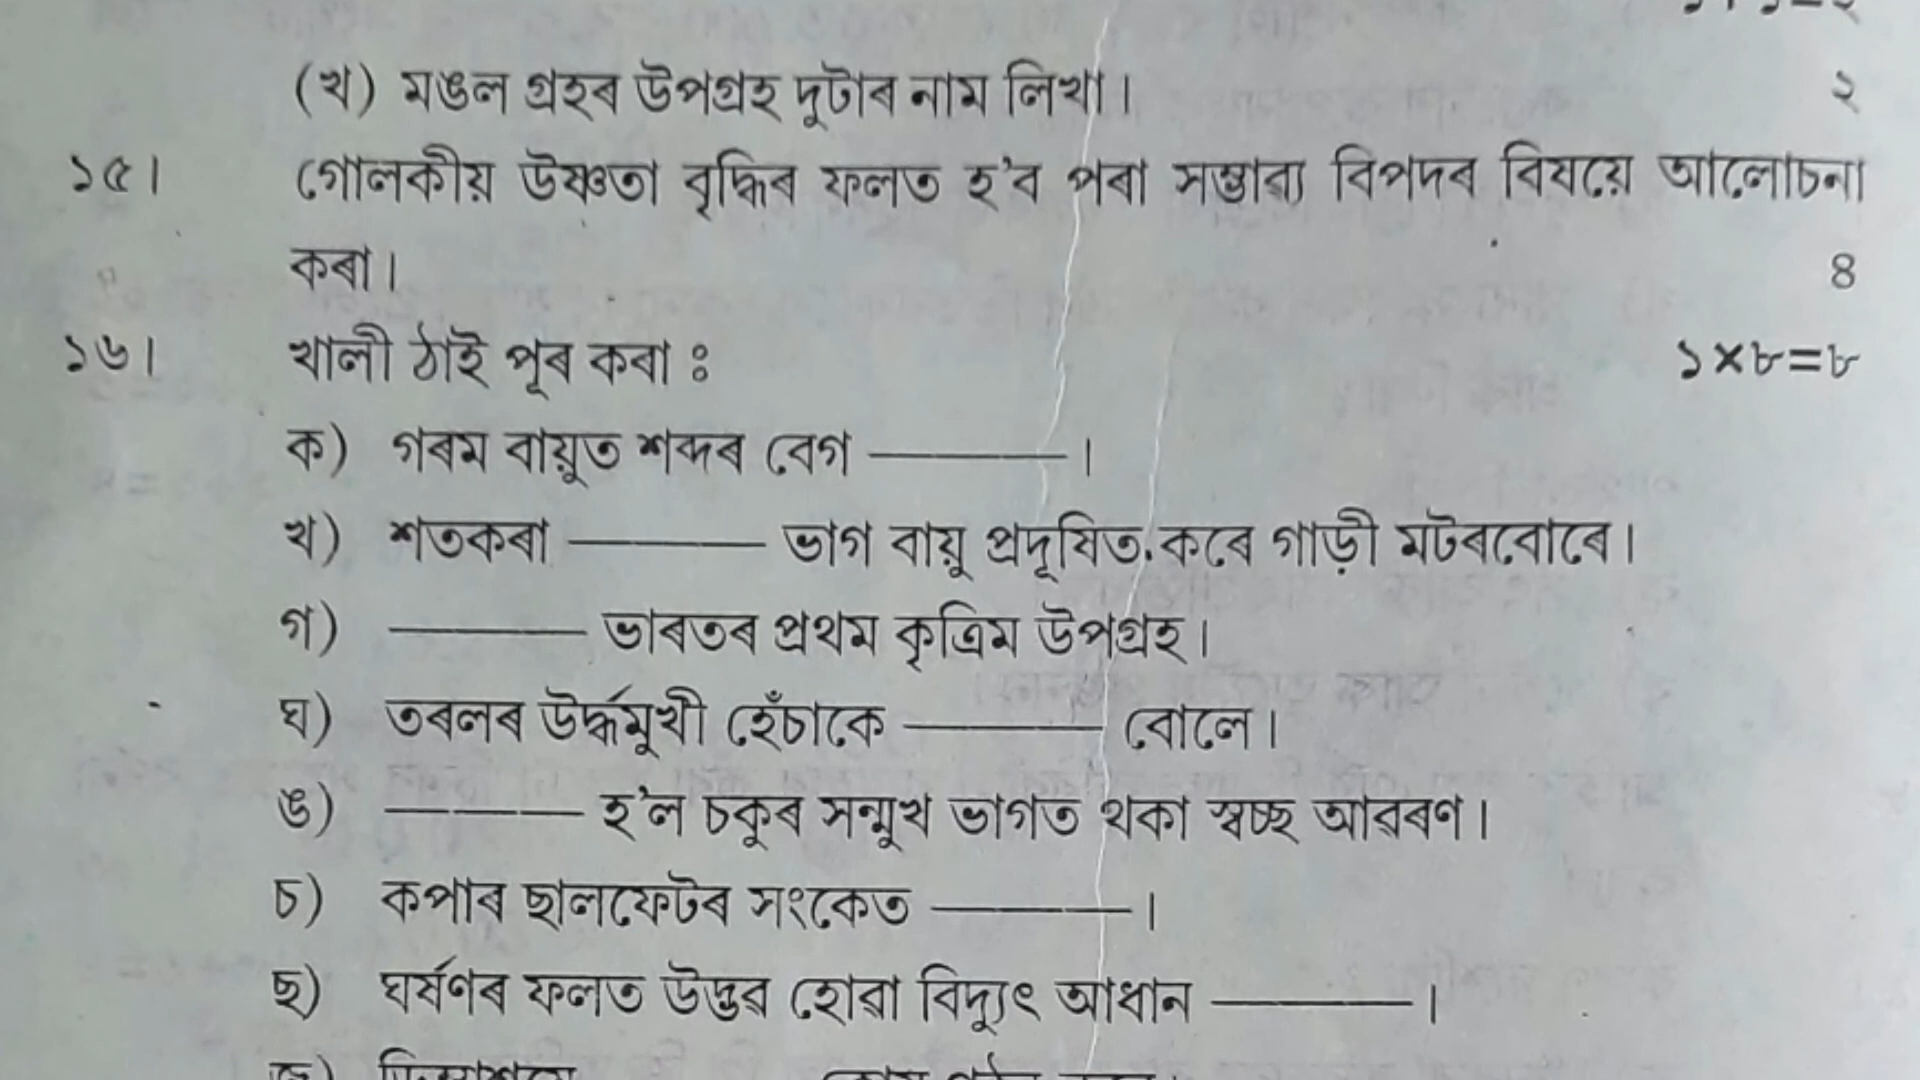 (খ) মঙল গ্ৰহৰ উপগ্ৰহ দুটাৰ নাম লিখা। ২
১৫। গোলকীয় উষ্ণতা বৃদ্ধিৰ ফলত হ'ব পৰা সম্ভাৱ্য বিপদৰ বিষয়ে আলোচনা
কৰা। 8
১৬। খালী ঠাই পূৰ কৰা ঃ ১×৮=৮
ক) গৰম বায়ুত শব্দৰ বেগ ———।
খ) শতকৰা ——— ভাগ বায়ু প্ৰদূষিত কৰে গাড়ী মটৰবোৰে।
গ) ——— ভাৰতৰ প্ৰথম কৃত্ৰিম উপগ্ৰহ।
ঘ) তৰলৰ উৰ্দ্ধমুখী হেঁচাকে ——— বোলে।
ঙ) ——— হ'ল চকুৰ সন্মুখ ভাগত থকা স্বচ্ছ আৱৰণ।
চ) কপাৰ ছালফেটৰ সংকেত ———।
ছ) ঘৰ্ষণৰ ফলত উদ্ভৱ হোৱা বিদ্যুৎ আধান ———।